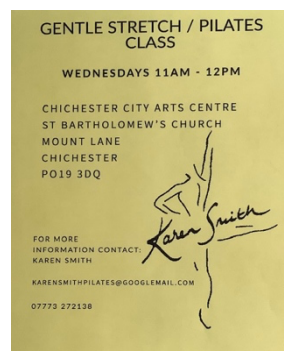 GENTLE STRETCH / PILATES
CLASS
WEDNESDAYS 11AM - 12PM
CHICHESTER CITY ARTS CENTRE
ST BARTHOLOMEW'S CHURCH
MOUNT LANE
CHICHESTER
PO19 3DQ
Karen Smith
FOR MORE
INFORMATION CONTACT:
KAREN SMITH
KARENSMITHPILATES@GOOGLEMAIL.COM
07773 272138